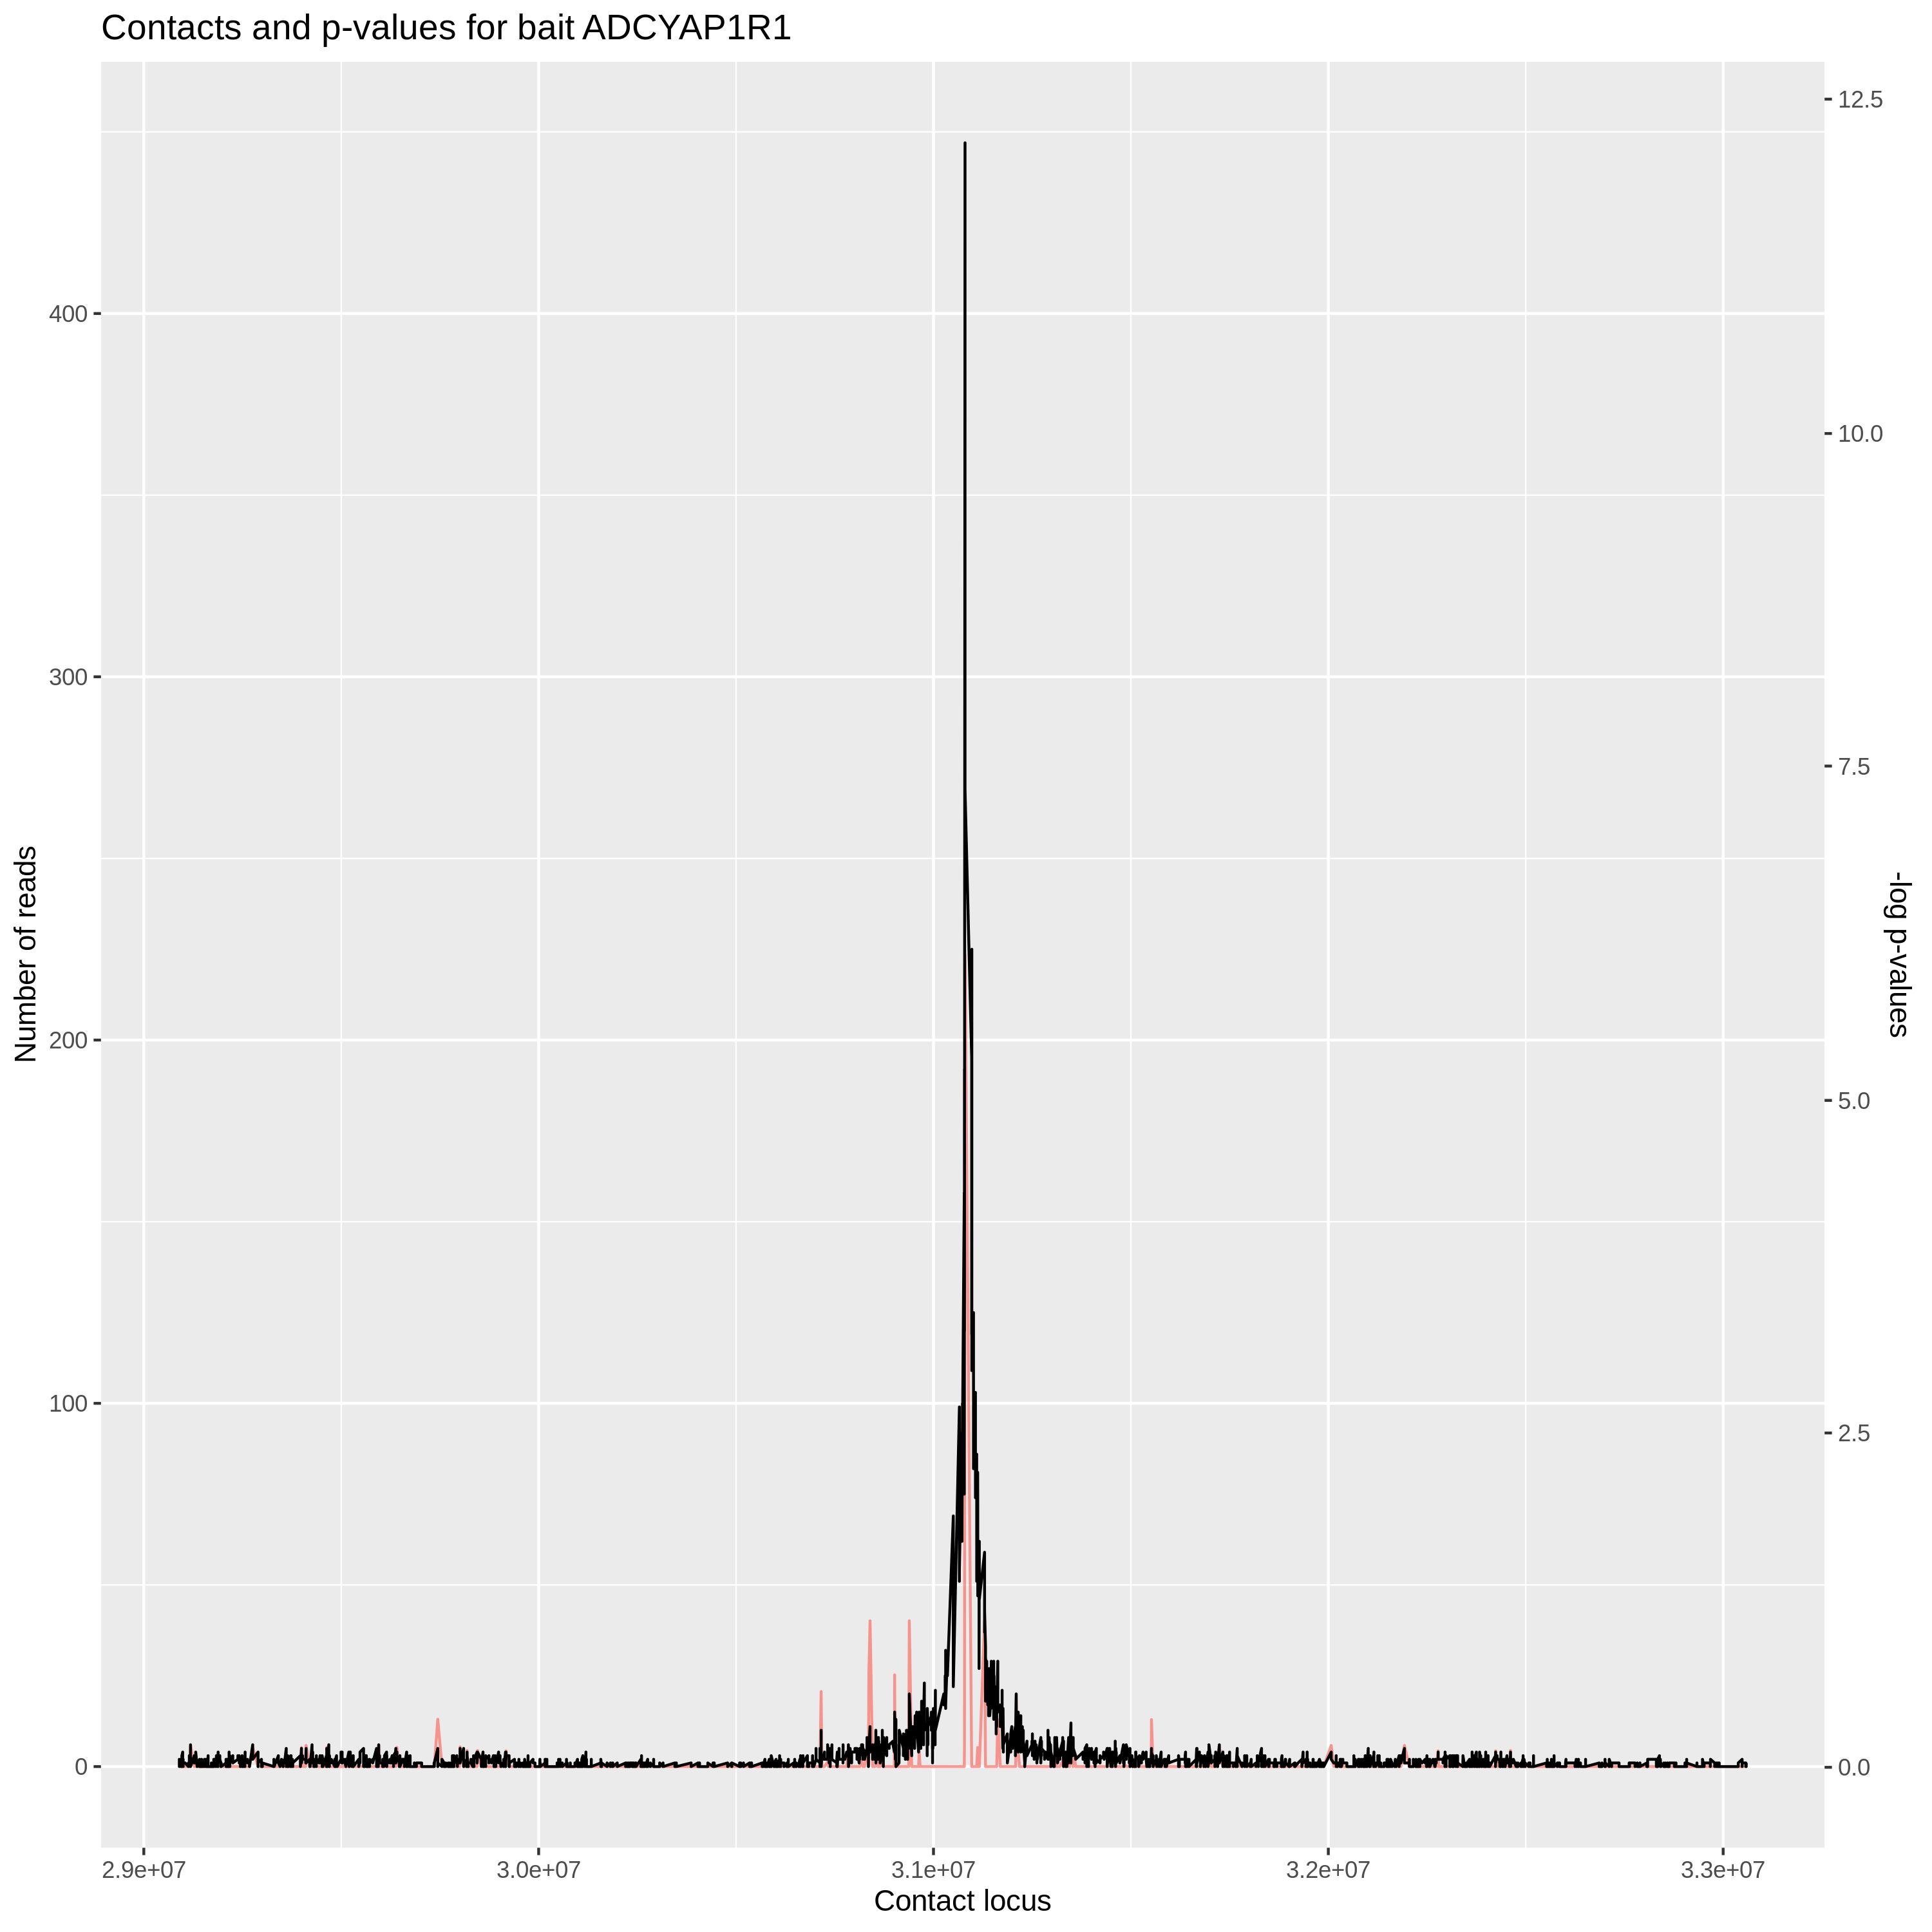 Contacts and p-values for bait ADCYAP1R1
12.5
400
10.0
300
7.5
Number of reads
-log p-values
200
5.0
100
2.5
0
0.0
2.9e+07
3.0e+07
3.1e+07
3.2e+07
3.3e+07
Contact locus